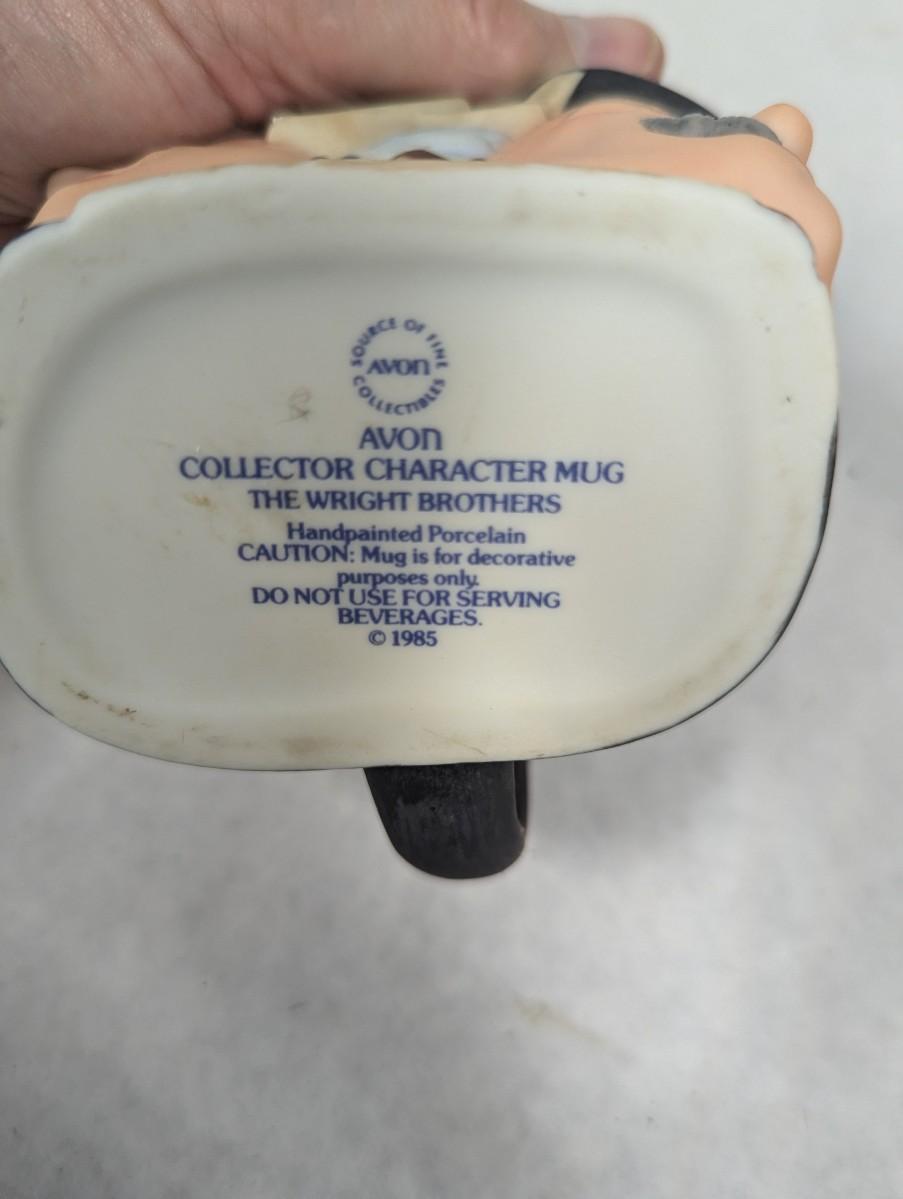 SOURCE OF FINE
AVON
COLLECTIBLES
AVON
COLLECTOR CHARACTER MUG
THE WRIGHT BROTHERS
Handpainted Porcelain
CAUTION: Mug is for decorative
purposes only.
DO NOT USE FOR SERVING
BEVERAGES.
© 1985